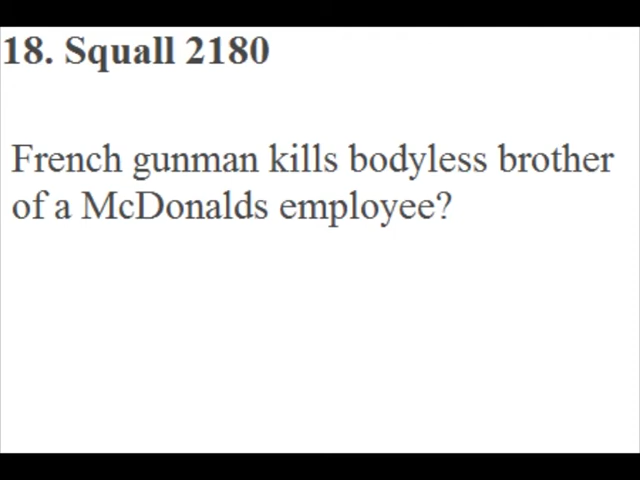 18. Squall 2180
French gunman kills bodyless brother
of a McDonalds employee?